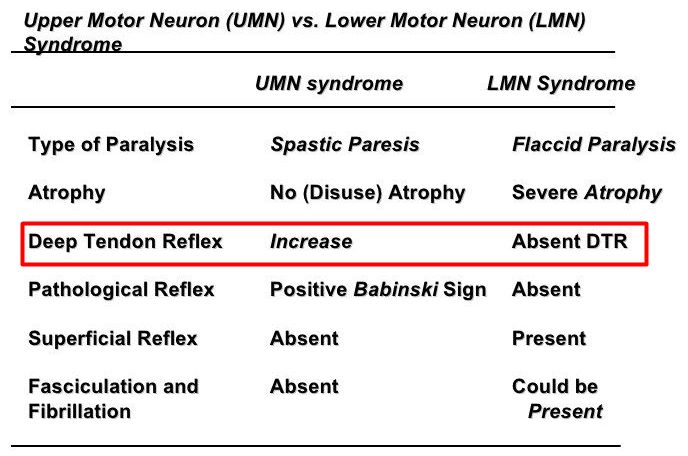 Upper Motor Neuron (UMN) vs. Lower Motor Neuron (LMN)
Syndrome
UMN syndrome LMN Syndrome
Type of Paralysis Spastic Paresis Flaccid Paralysis
Atrophy No (Disuse) Atrophy Severe Atrophy
Deep Tendon Reflex Increase Absent DTR
Pathological Reflex Positive Babinski Sign Absent
Superficial Reflex Absent Present
Fasciculation and Absent Could be
Fibrillation Present